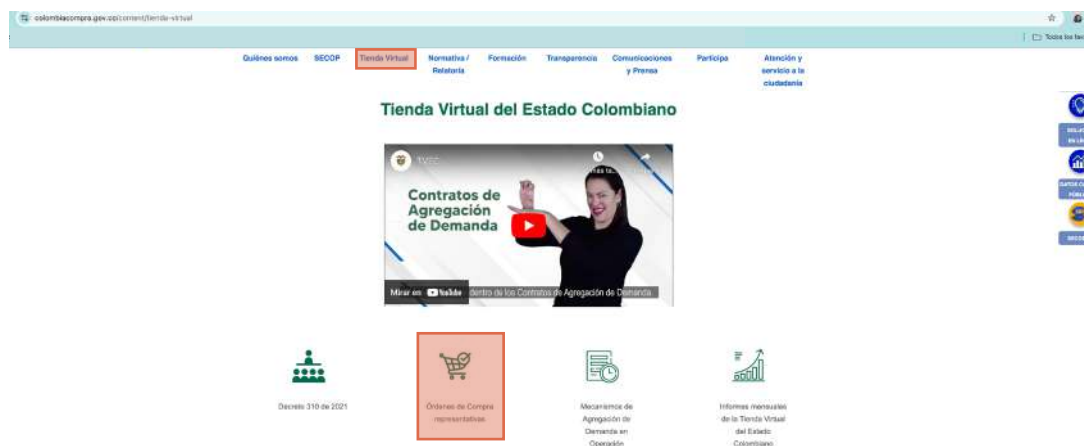 colombiacompra.gov.co/content/tienda-virtual
Todos los
Quiénes somos
SECOP
Tienda Virtual
Normativa /
Relatoría
Formación
Transparencia
Comunicaciones
y Prensa
Participa
Atención y
servicio a la
ciudadanía
Tienda Virtual del Estado Colombiano
TVEC
Contratos de
Agregación
de Demanda
Mirar en YouTube
dentro de los Contratos de Agregación de Demanda.
SECOP
Decreto 310 de 2021
Órdenes de Compra
representativas
Mecanismos de
Agregación de
Demanda en
Operación
Informes mensuales
de la Tienda Virtual
del Estado
Colombiano